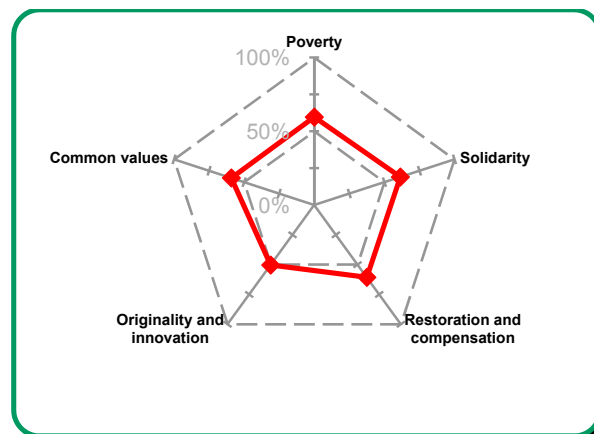 Poverty
100%
50%
Common values
Solidarity
0%
Originality and
innovation
Restoration and
compensation